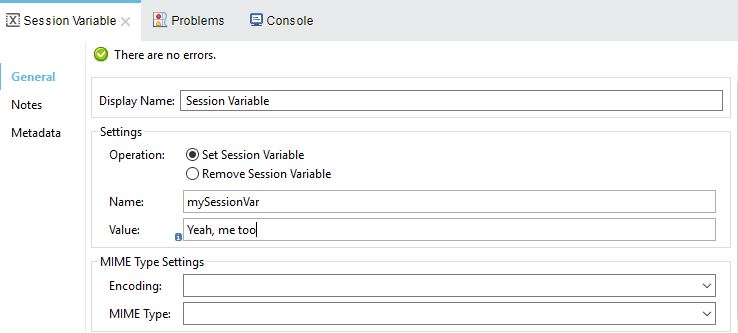 Session Variable Problems Console
There are no errors.
General
Notes
Metadata
Display Name: Session Variable
Settings
Operation: Set Session Variable
Remove Session Variable
Name: mySessionVar
Value: Yeah, me too
MIME Type Settings
Encoding:
MIME Type: